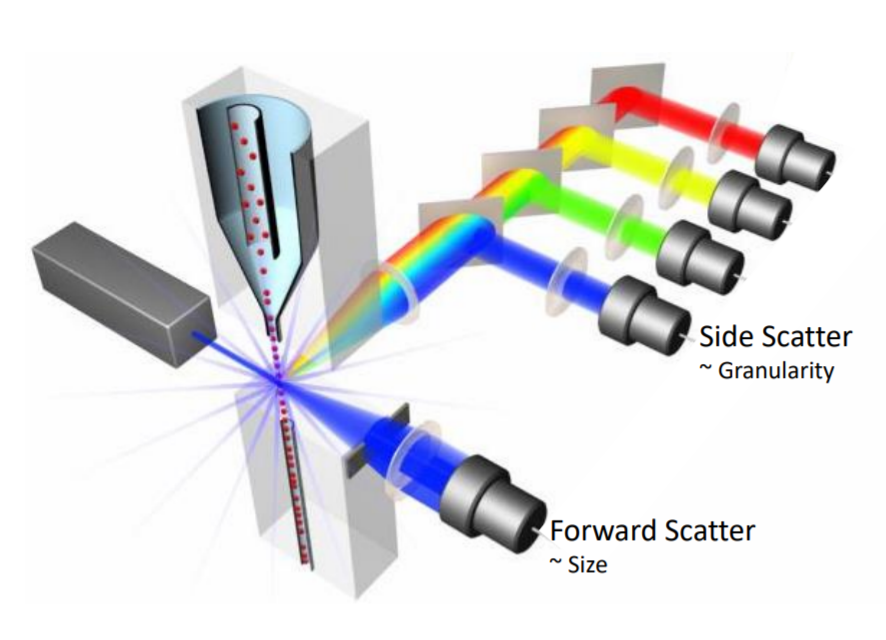 Side Scatter
~ Granularity
Forward Scatter
~ Size